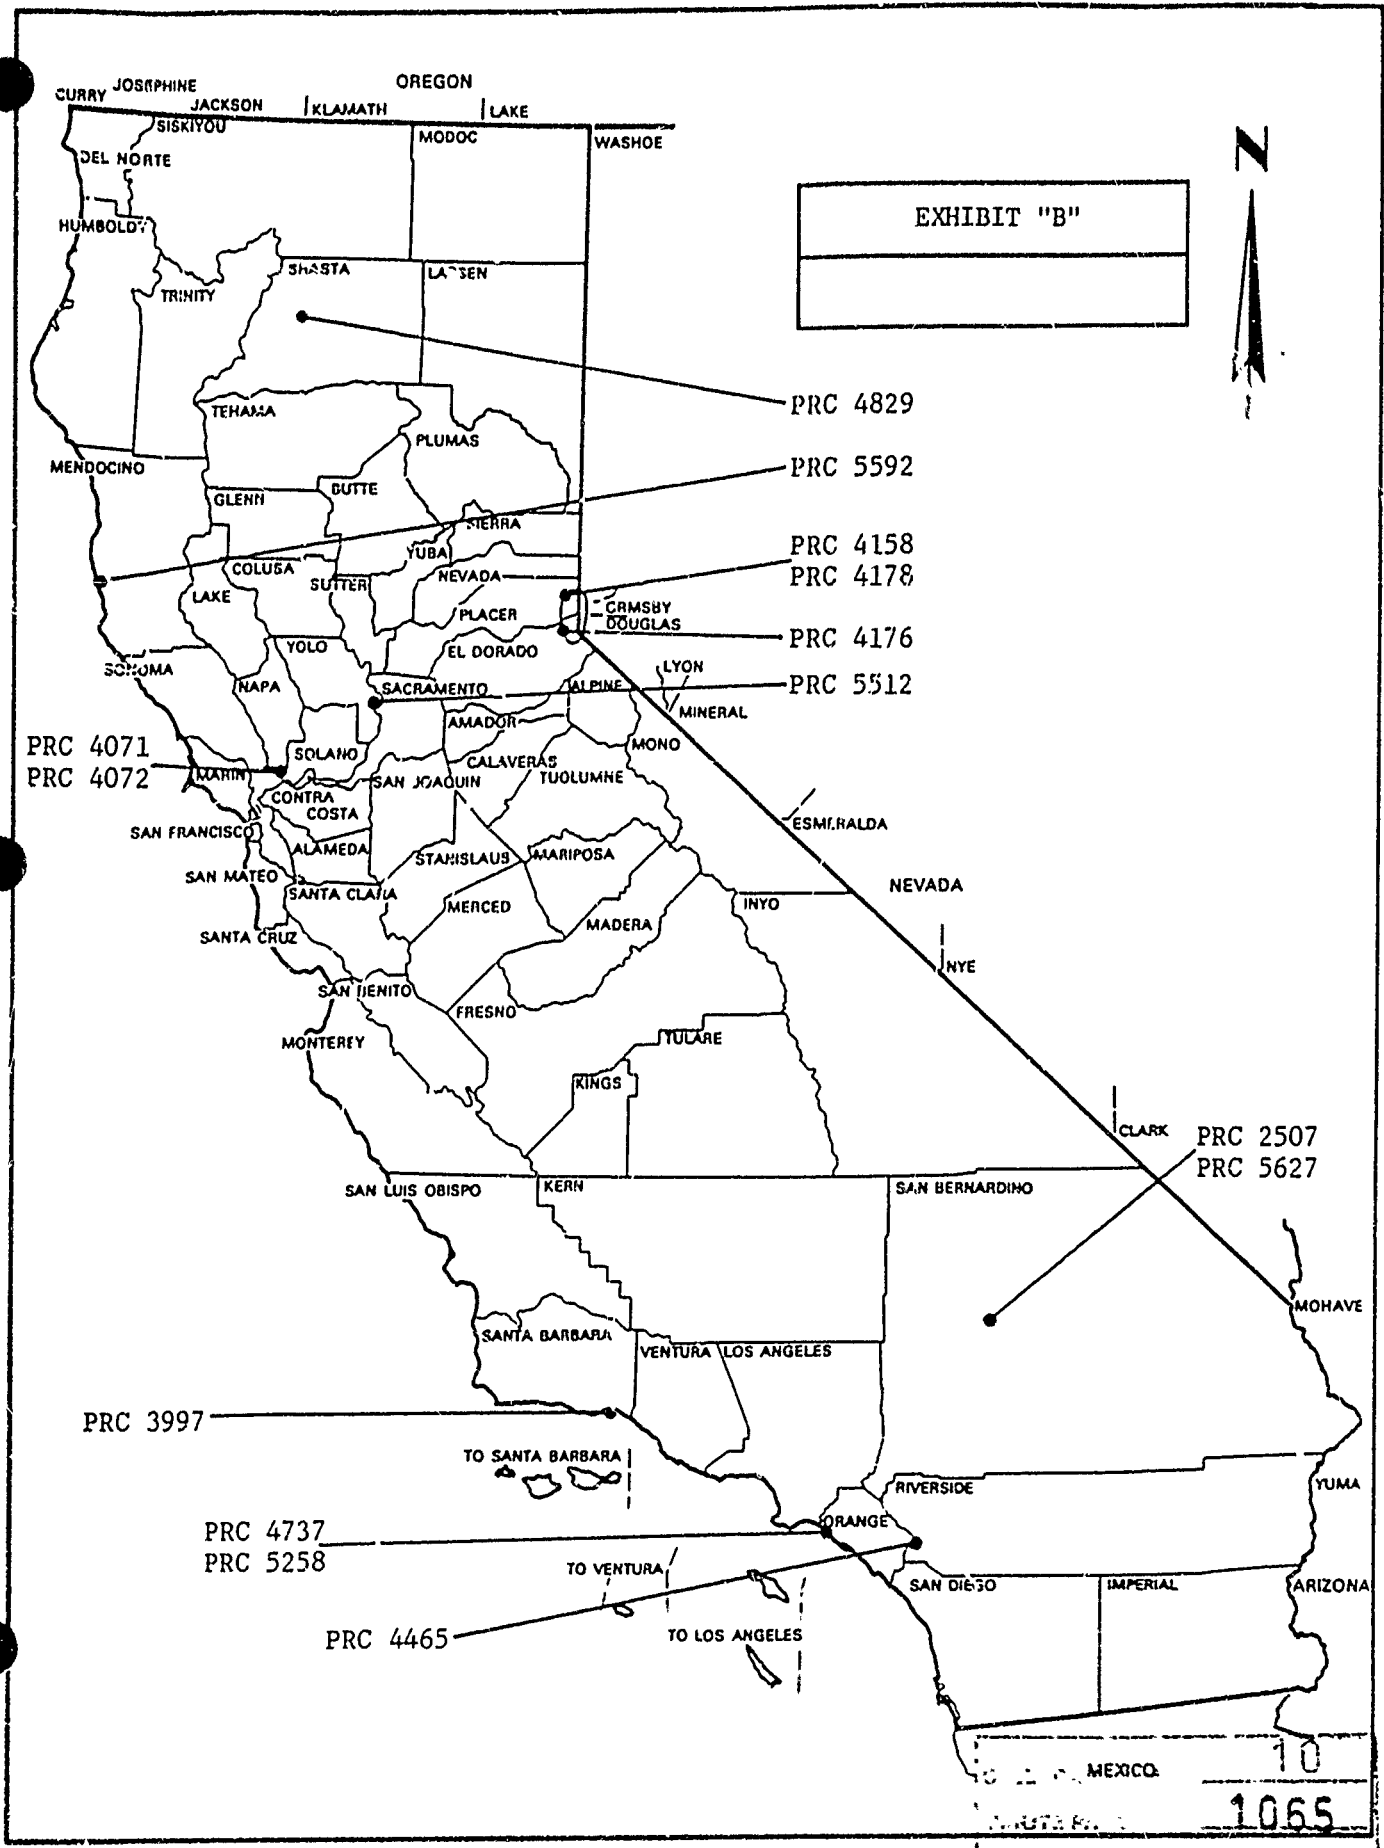 OREGON
CURRY
JOSEPHINE
JACKSON
KLAMATH
LAKE
SISKIYOU
MODOC
WASHOE
DEL NORTE
N
EXHIBIT "B"
HUMBOLDT
SHASTA
LASSEN
TRINITY
PRC 4829
TEHAMA
PLUMAS
MENDOCINO
PRC 5592
BUTTE
GLENN
SIERRA
PRC 4158
YUBA
COLUSA
NEVADA
PRC 4178
SUTTER
LAKE
ORMSBY
PLACER
DOUGLAS
PRC 4176
YOLO
EL DORADO
SONOMA
LYON
NAPA
SACRAMENTO
ALPINE
PRC 5512
AMADOR
MINERAL
PRC 4071
SOLANO
MONO
CALAVERAS
PRC 4072
MARIN
SAN JOAQUIN
TUOLUMNE
CONTRA
COSTA
SAN FRANCISCO
ESMERALDA
ALAMEDA
STANISLAUS
MARIPOSA
SAN MATEO
SANTA CLARA
NEVADA
MERCED
INYO
MADERA
SANTA CRUZ
NYE
SAN BENITO
FRESNO
MONTEREY
TULARE
KINGS
CLARK
PRC 2507
PRC 5627
SAN LUIS OBISPO
KERN
SAN BERNARDINO
MOHAVE
SANTA BARBARA
VENTURA
LOS ANGELES
PRC 3997
TO SANTA BARBARA
RIVERSIDE
YUMA
ORANGE
PRC 4737
PRC 5258
TO VENTURA
SAN DIEGO
IMPERIAL
ARIZONA
PRC 4465
TO LOS ANGELES
MEXICO
10
1065